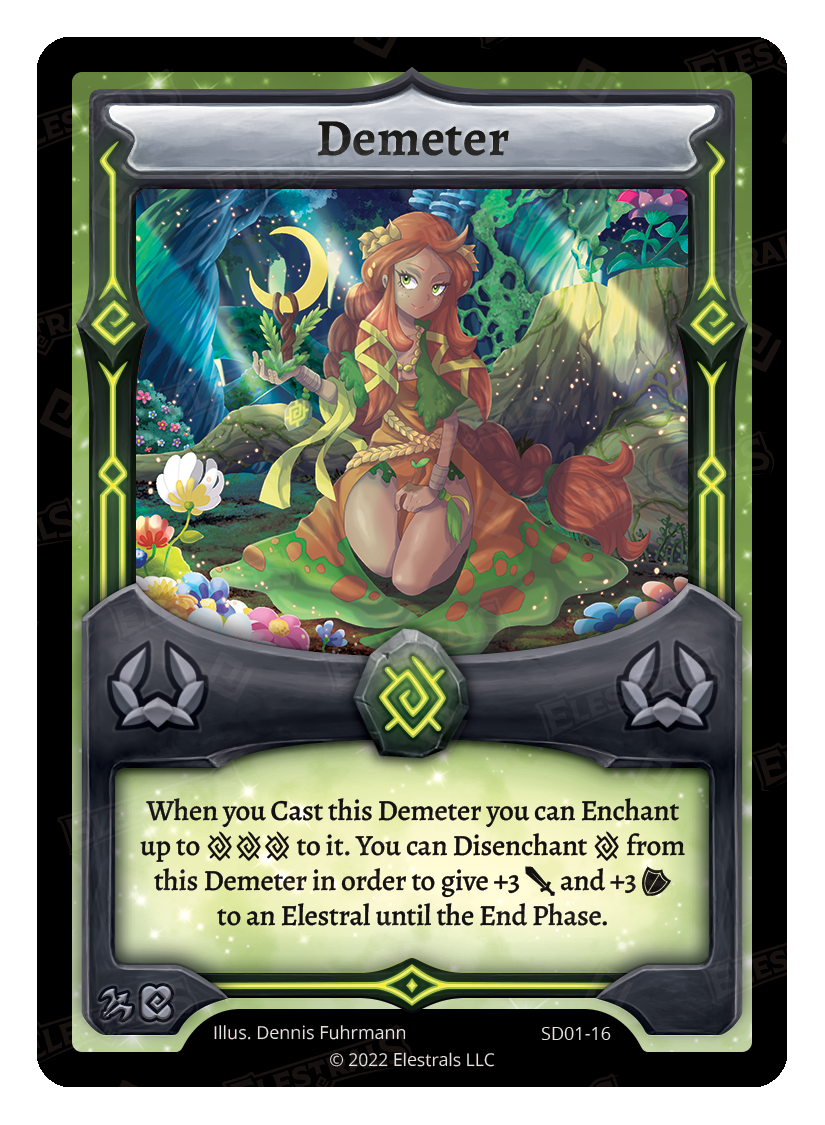 Demeter
When you Cast this Demeter you can Enchant
up to to it. You can Disenchant from
this Demeter in order to give +3 and +3
to an Elestral until the End Phase.
Illus. Dennis Fuhrmann SD01-16
© 2022 Elestrals LLC